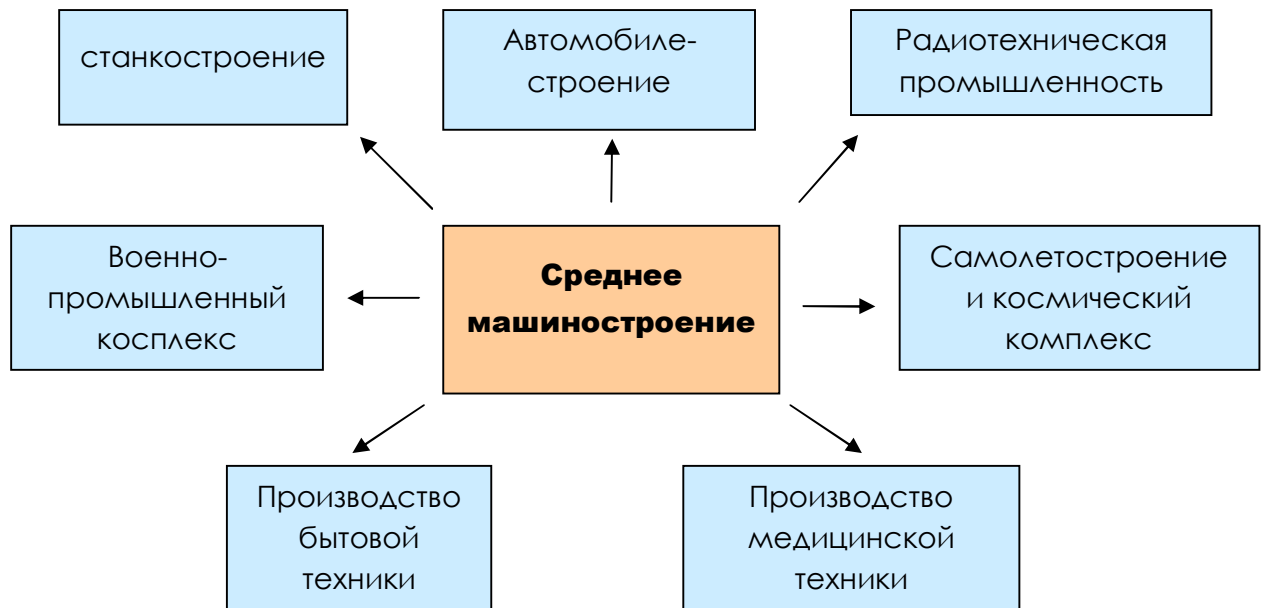 станкостроение
Автомобиле-
строение
Радиотехническая
промышленность
Военно-
промышленный
косплекс
Среднее
машиностроение
Самолетостроение
и космический
комплекс
Производство
бытовой
техники
Производство
медицинской
техники